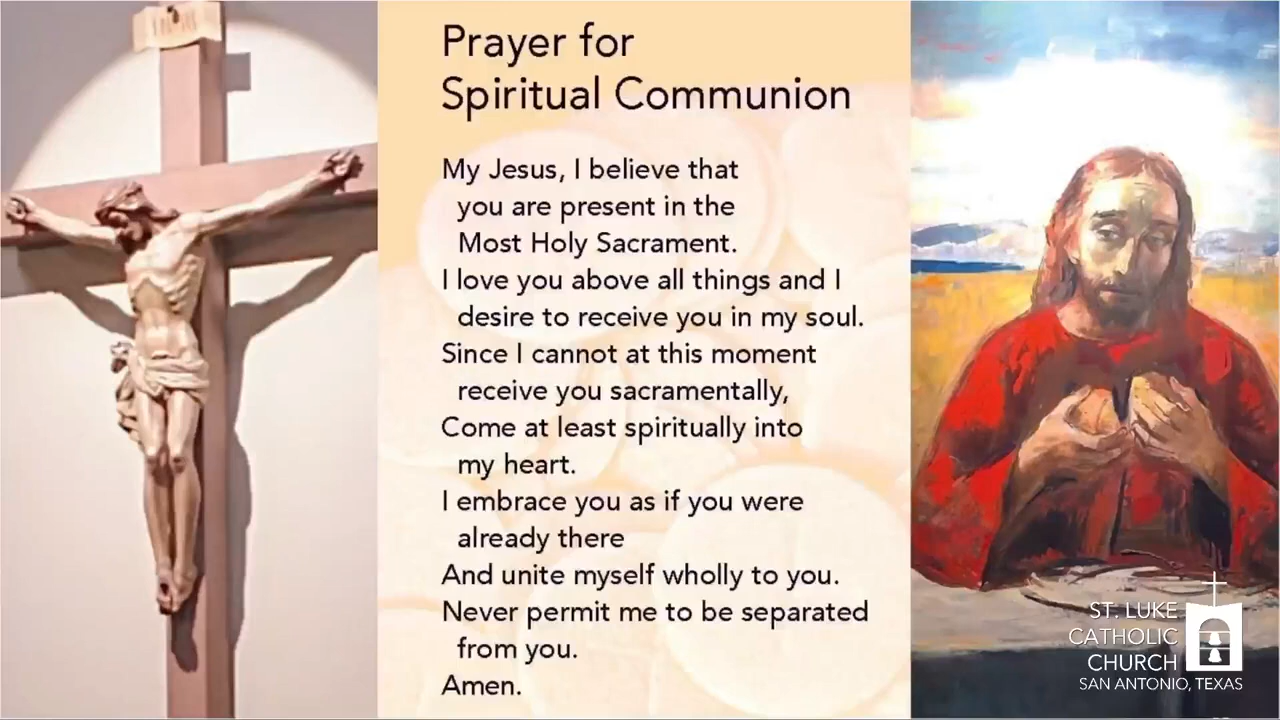 Prayer for
Spiritual Communion
My Jesus, I believe that
you are present in the
Most Holy Sacrament.
I love you above all things and I
desire to receive you in my soul.
Since I cannot at this moment
receive you sacramentally,
Come at least spiritually into
my heart.
I embrace you as if you were
already there
And unite myself wholly to you.
Never permit me to be separated
from you.
Amen.
ST. LUKE
CATHOLIC
CHURCH
SAN ANTONIO, TEXAS